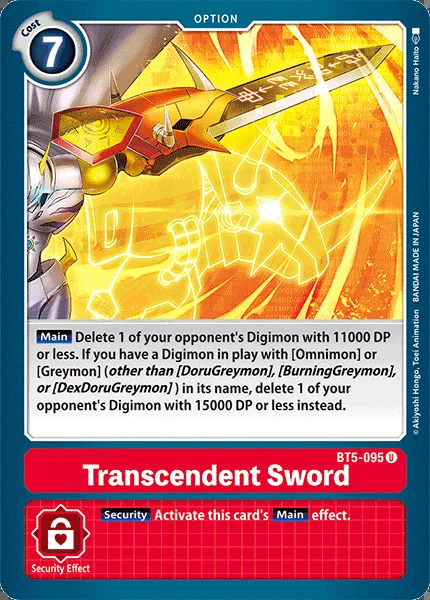 OPTION
Cost
7
Nakano Haito
© Akiyoshi Hongo, Toei Animation BANDAI MADE IN JAPAN
Main Delete 1 of your opponent's Digimon with 11000 DP
or less. If you have a Digimon in play with [Omnimon] or
[Greymon] (other than [DoruGreymon], [BurningGreymon],
or [DexDoruGreymon] ) in its name, delete 1 of your
opponent's Digimon with 15000 DP or less instead.
BT5-095 U
Transcendent Sword
Security Activate this card's Main effect.
Security Effect